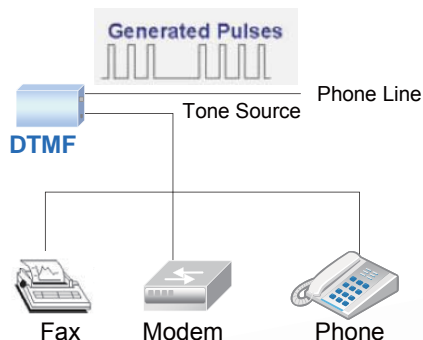 Generated Pulses
Phone Line
Tone Source
DTMF
Fax
Modem
Phone